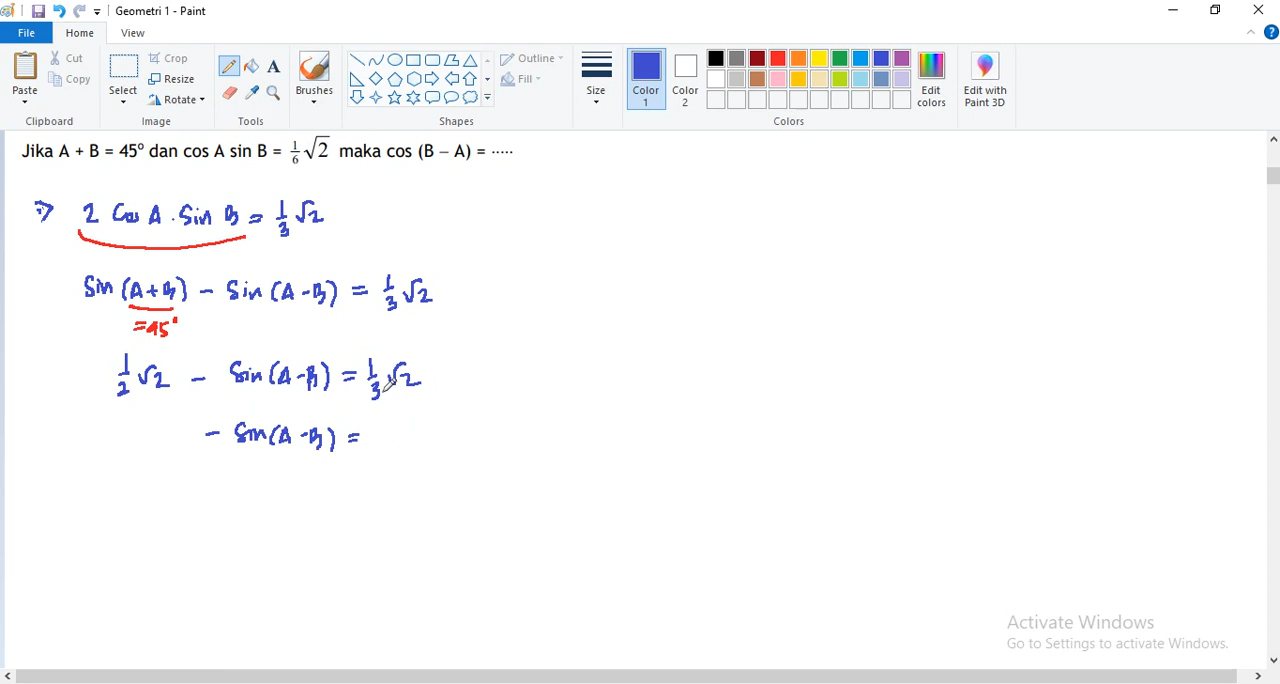 Geometri 1 - Paint
File Home View
Paste
Cut
Copy
Clipboard
Select
Crop
Resize
Rotate
Image
A
Tools
Brushes
Outline
Fill
Shapes
Size
Color 1
Color 2
Edit colors
Edit with Paint 3D
Colors
Jika A + B = 45° dan cos A sin B = 1/6 √2 maka cos (B – A) = .....
⇒ 2 Cos A . Sin B = 1/3 √2
Sin (A+B) - Sin (A-B) = 1/3 √2
=45°
1/2 √2 - Sin (A-B) = 1/3 √2
- Sin (A-B) =
Activate Windows
Go to Settings to activate Windows.